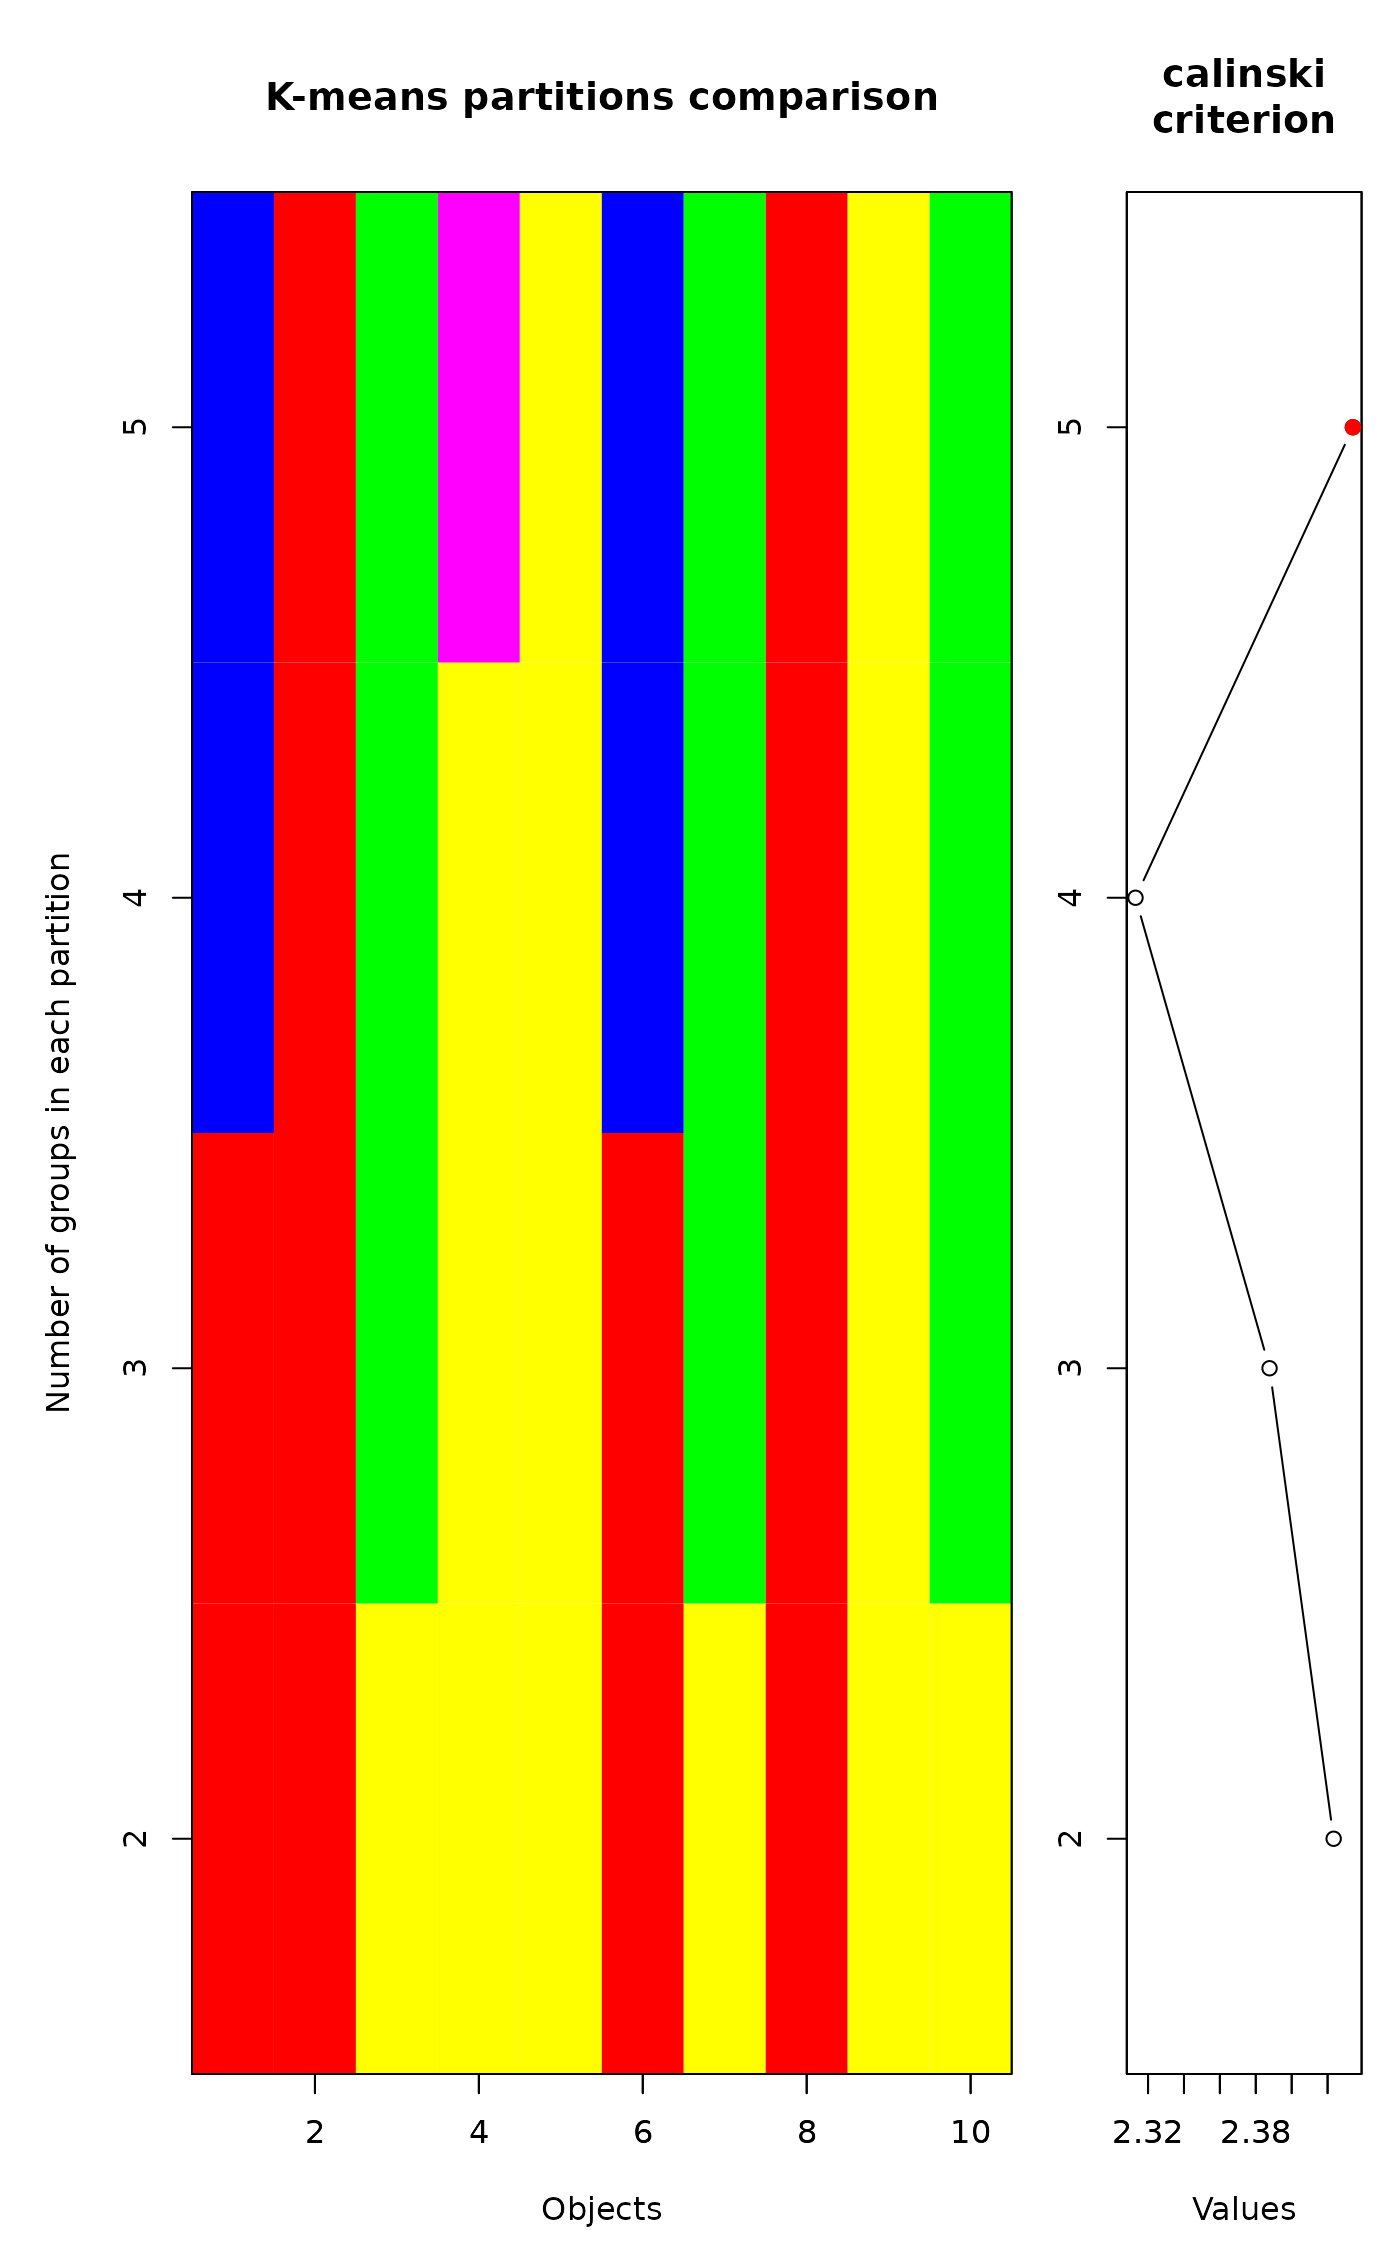 K-means partitions comparison
calinski
criterion
Number of groups in each partition
5
4
3
2
2 4 6 8 10
Objects
5
4
3
2
2.32 2.38
Values